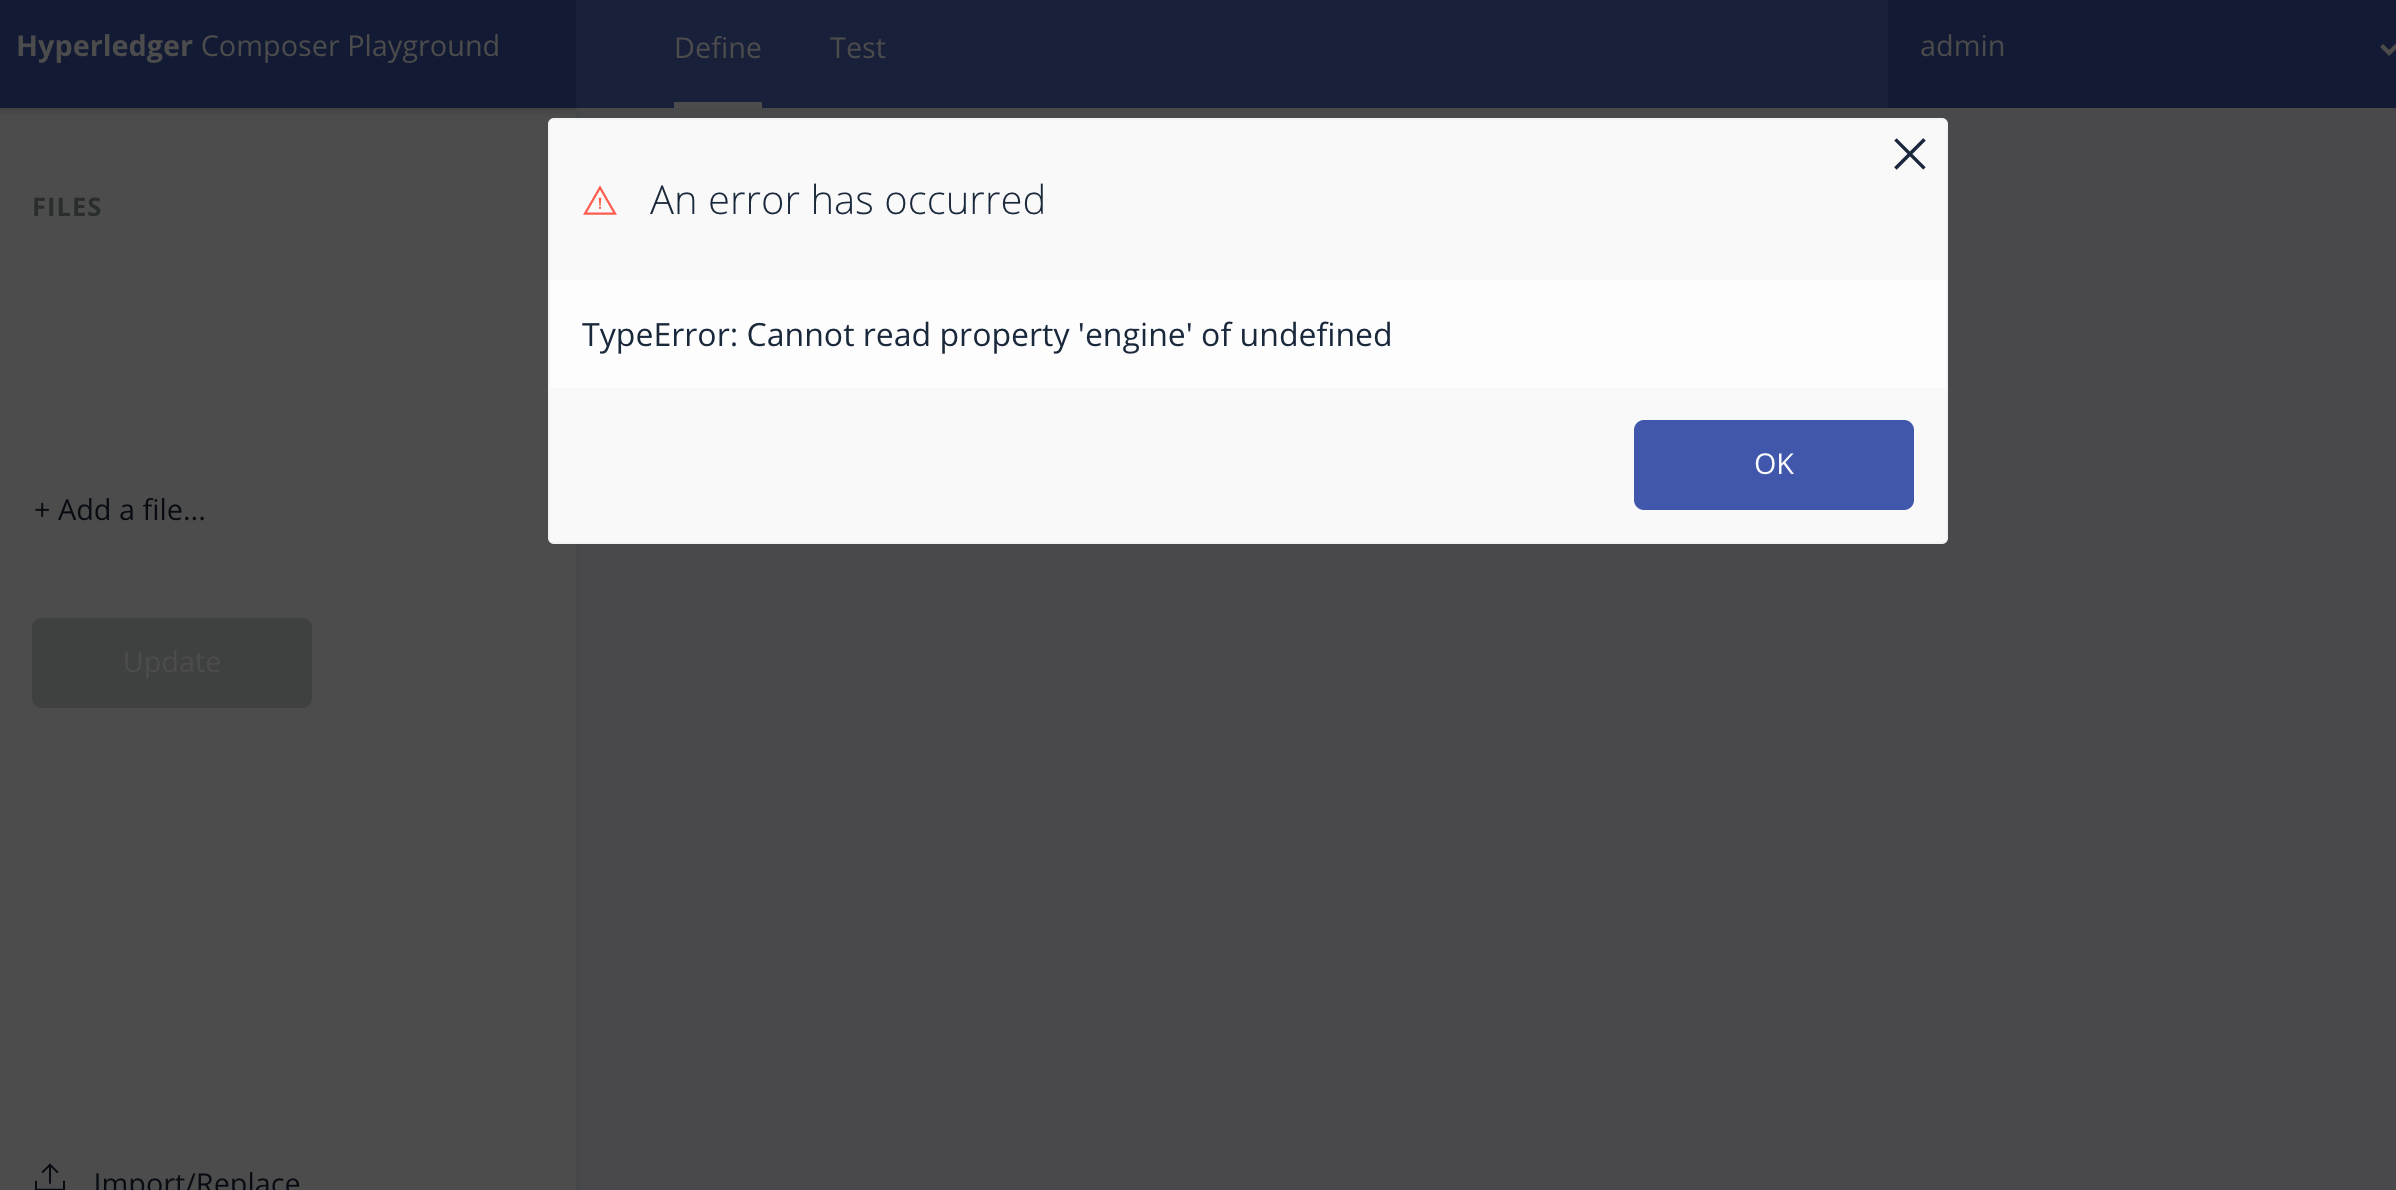 Hyperledger Composer Playground
Define
Test
admin
An error has occurred
FILES
TypeError: Cannot read property 'engine' of undefined
OK
+ Add a file...
Update
Import/Replace